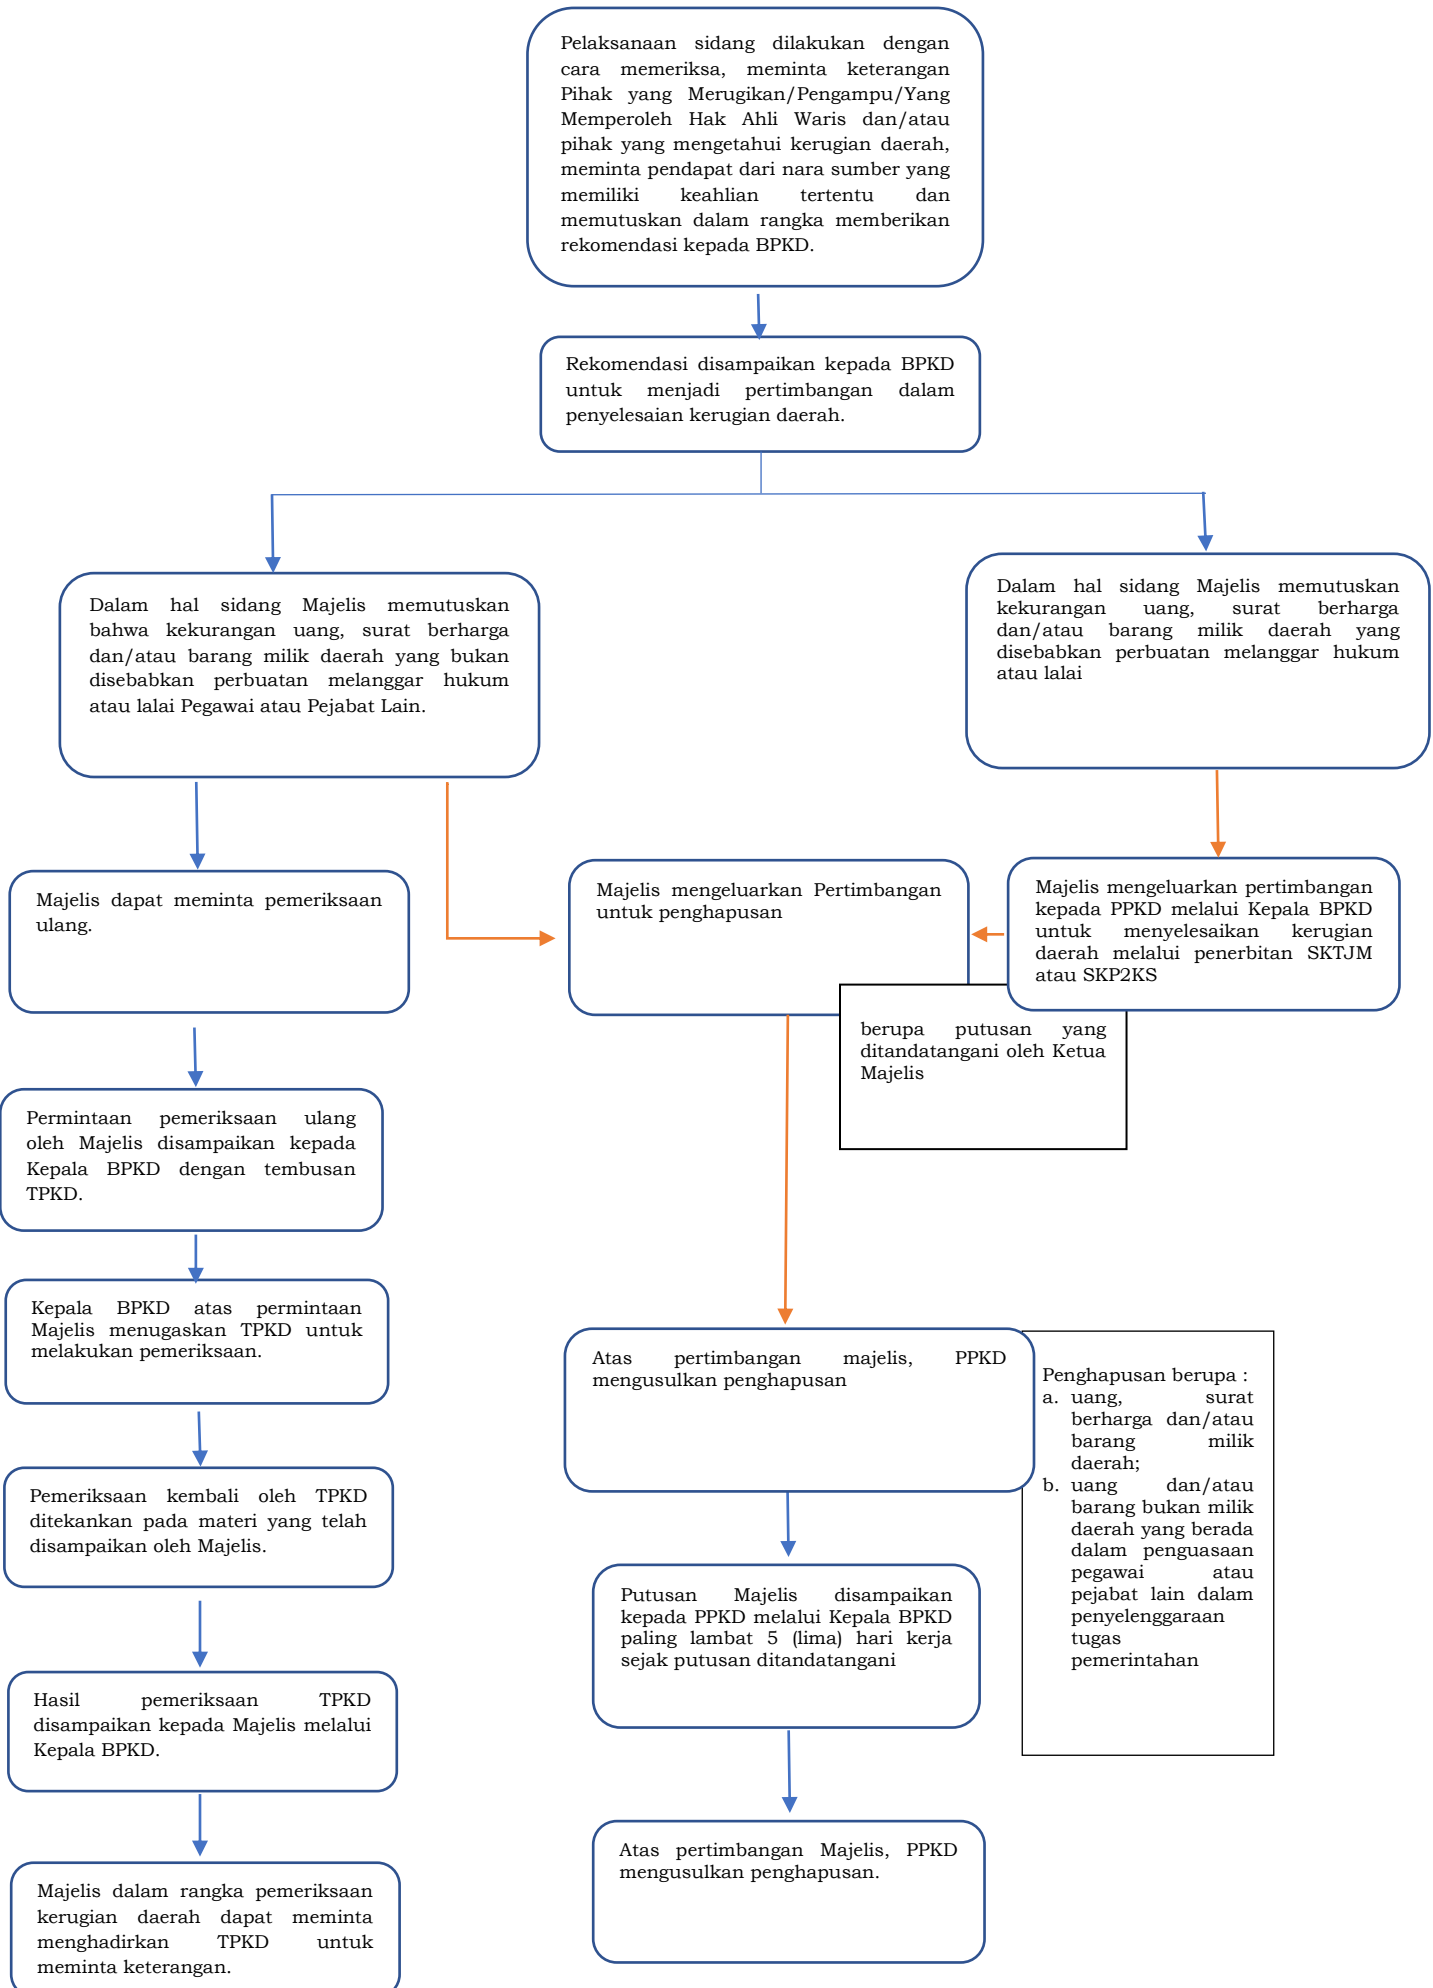 Pelaksanaan sidang dilakukan dengan
cara memeriksa, meminta keterangan
Pihak yang Merugikan/Pengampu/Yang
Memperoleh Hak Ahli Waris dan/atau
pihak yang mengetahui kerugian daerah,
meminta pendapat dari nara sumber yang
memiliki keahlian tertentu dan
memutuskan dalam rangka memberikan
rekomendasi kepada BPKD.
Rekomendasi disampaikan kepada BPKD
untuk menjadi pertimbangan dalam
penyelesaian kerugian daerah.
Dalam hal sidang Majelis memutuskan
bahwa kekurangan uang, surat berharga
dan/atau barang milik daerah yang bukan
disebabkan perbuatan melanggar hukum
atau lalai Pegawai atau Pejabat Lain.
Dalam hal sidang Majelis memutuskan
kekurangan uang, surat berharga
dan/atau barang milik daerah yang
disebabkan perbuatan melanggar hukum
atau lalai
Majelis dapat meminta pemeriksaan
ulang.
Majelis mengeluarkan Pertimbangan
untuk penghapusan
Majelis mengeluarkan pertimbangan
kepada PPKD melalui Kepala BPKD
untuk menyelesaikan kerugian
daerah melalui penerbitan SKTJM
atau SKP2KS
berupa putusan yang
ditandatangani oleh Ketua
Majelis
Permintaan pemeriksaan ulang
oleh Majelis disampaikan kepada
Kepala BPKD dengan tembusan
TPKD.
Kepala BPKD atas permintaan
Majelis menugaskan TPKD untuk
melakukan pemeriksaan.
Atas pertimbangan majelis, PPKD
mengusulkan penghapusan
Penghapusan berupa :
a. uang, surat
berharga dan/atau
barang milik
daerah;
b. uang dan/atau
barang bukan milik
daerah yang berada
dalam penguasaan
pegawai atau
pejabat lain dalam
penyelenggaraan
tugas
pemerintahan
Pemeriksaan kembali oleh TPKD
ditekankan pada materi yang telah
disampaikan oleh Majelis.
Putusan Majelis disampaikan
kepada PPKD melalui Kepala BPKD
paling lambat 5 (lima) hari kerja
sejak putusan ditandatangani
Hasil pemeriksaan TPKD
disampaikan kepada Majelis melalui
Kepala BPKD.
Atas pertimbangan Majelis, PPKD
mengusulkan penghapusan.
Majelis dalam rangka pemeriksaan
kerugian daerah dapat meminta
menghadirkan TPKD untuk
meminta keterangan.